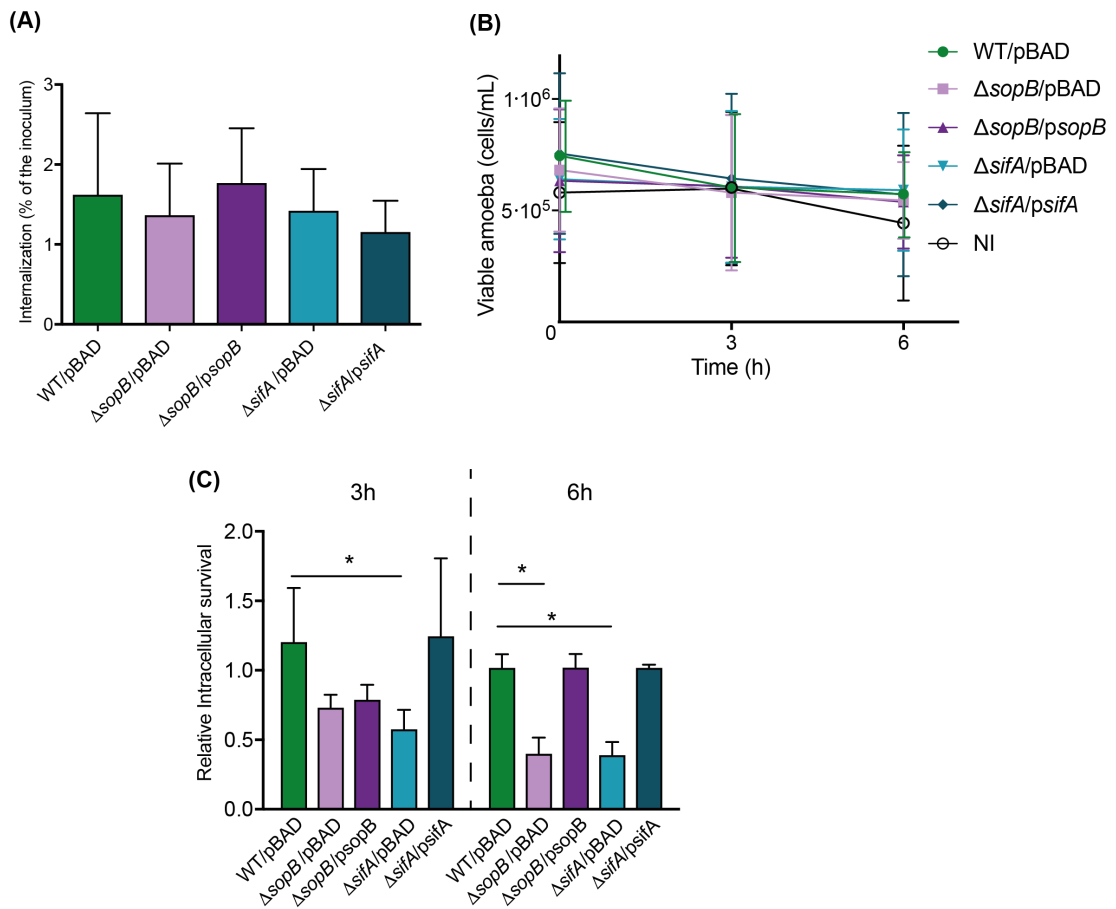 (A)
Internalization (% of the inoculum)
3
2
1
0
WT/pBAD
ΔsopB/pBAD
ΔsopB/psopB
ΔsifA /pBAD
ΔsifA/psifA
(B)
Viable amoeba (cells/mL)
1·10⁶
5·10⁵
0
3
6
Time (h)
WT/pBAD
ΔsopB/pBAD
ΔsopB/psopB
ΔsifA/pBAD
ΔsifA/psifA
NI
(C)
3h
6h
Relative Intracellular survival
2.0
1.5
1.0
0.5
0.0
*
*
*
WT/pBAD
ΔsopB/pBAD
ΔsopB/psopB
ΔsifA/pBAD
ΔsifA/psifA
WT/pBAD
ΔsopB/pBAD
ΔsopB/psopB
ΔsifA/pBAD
ΔsifA/psifA